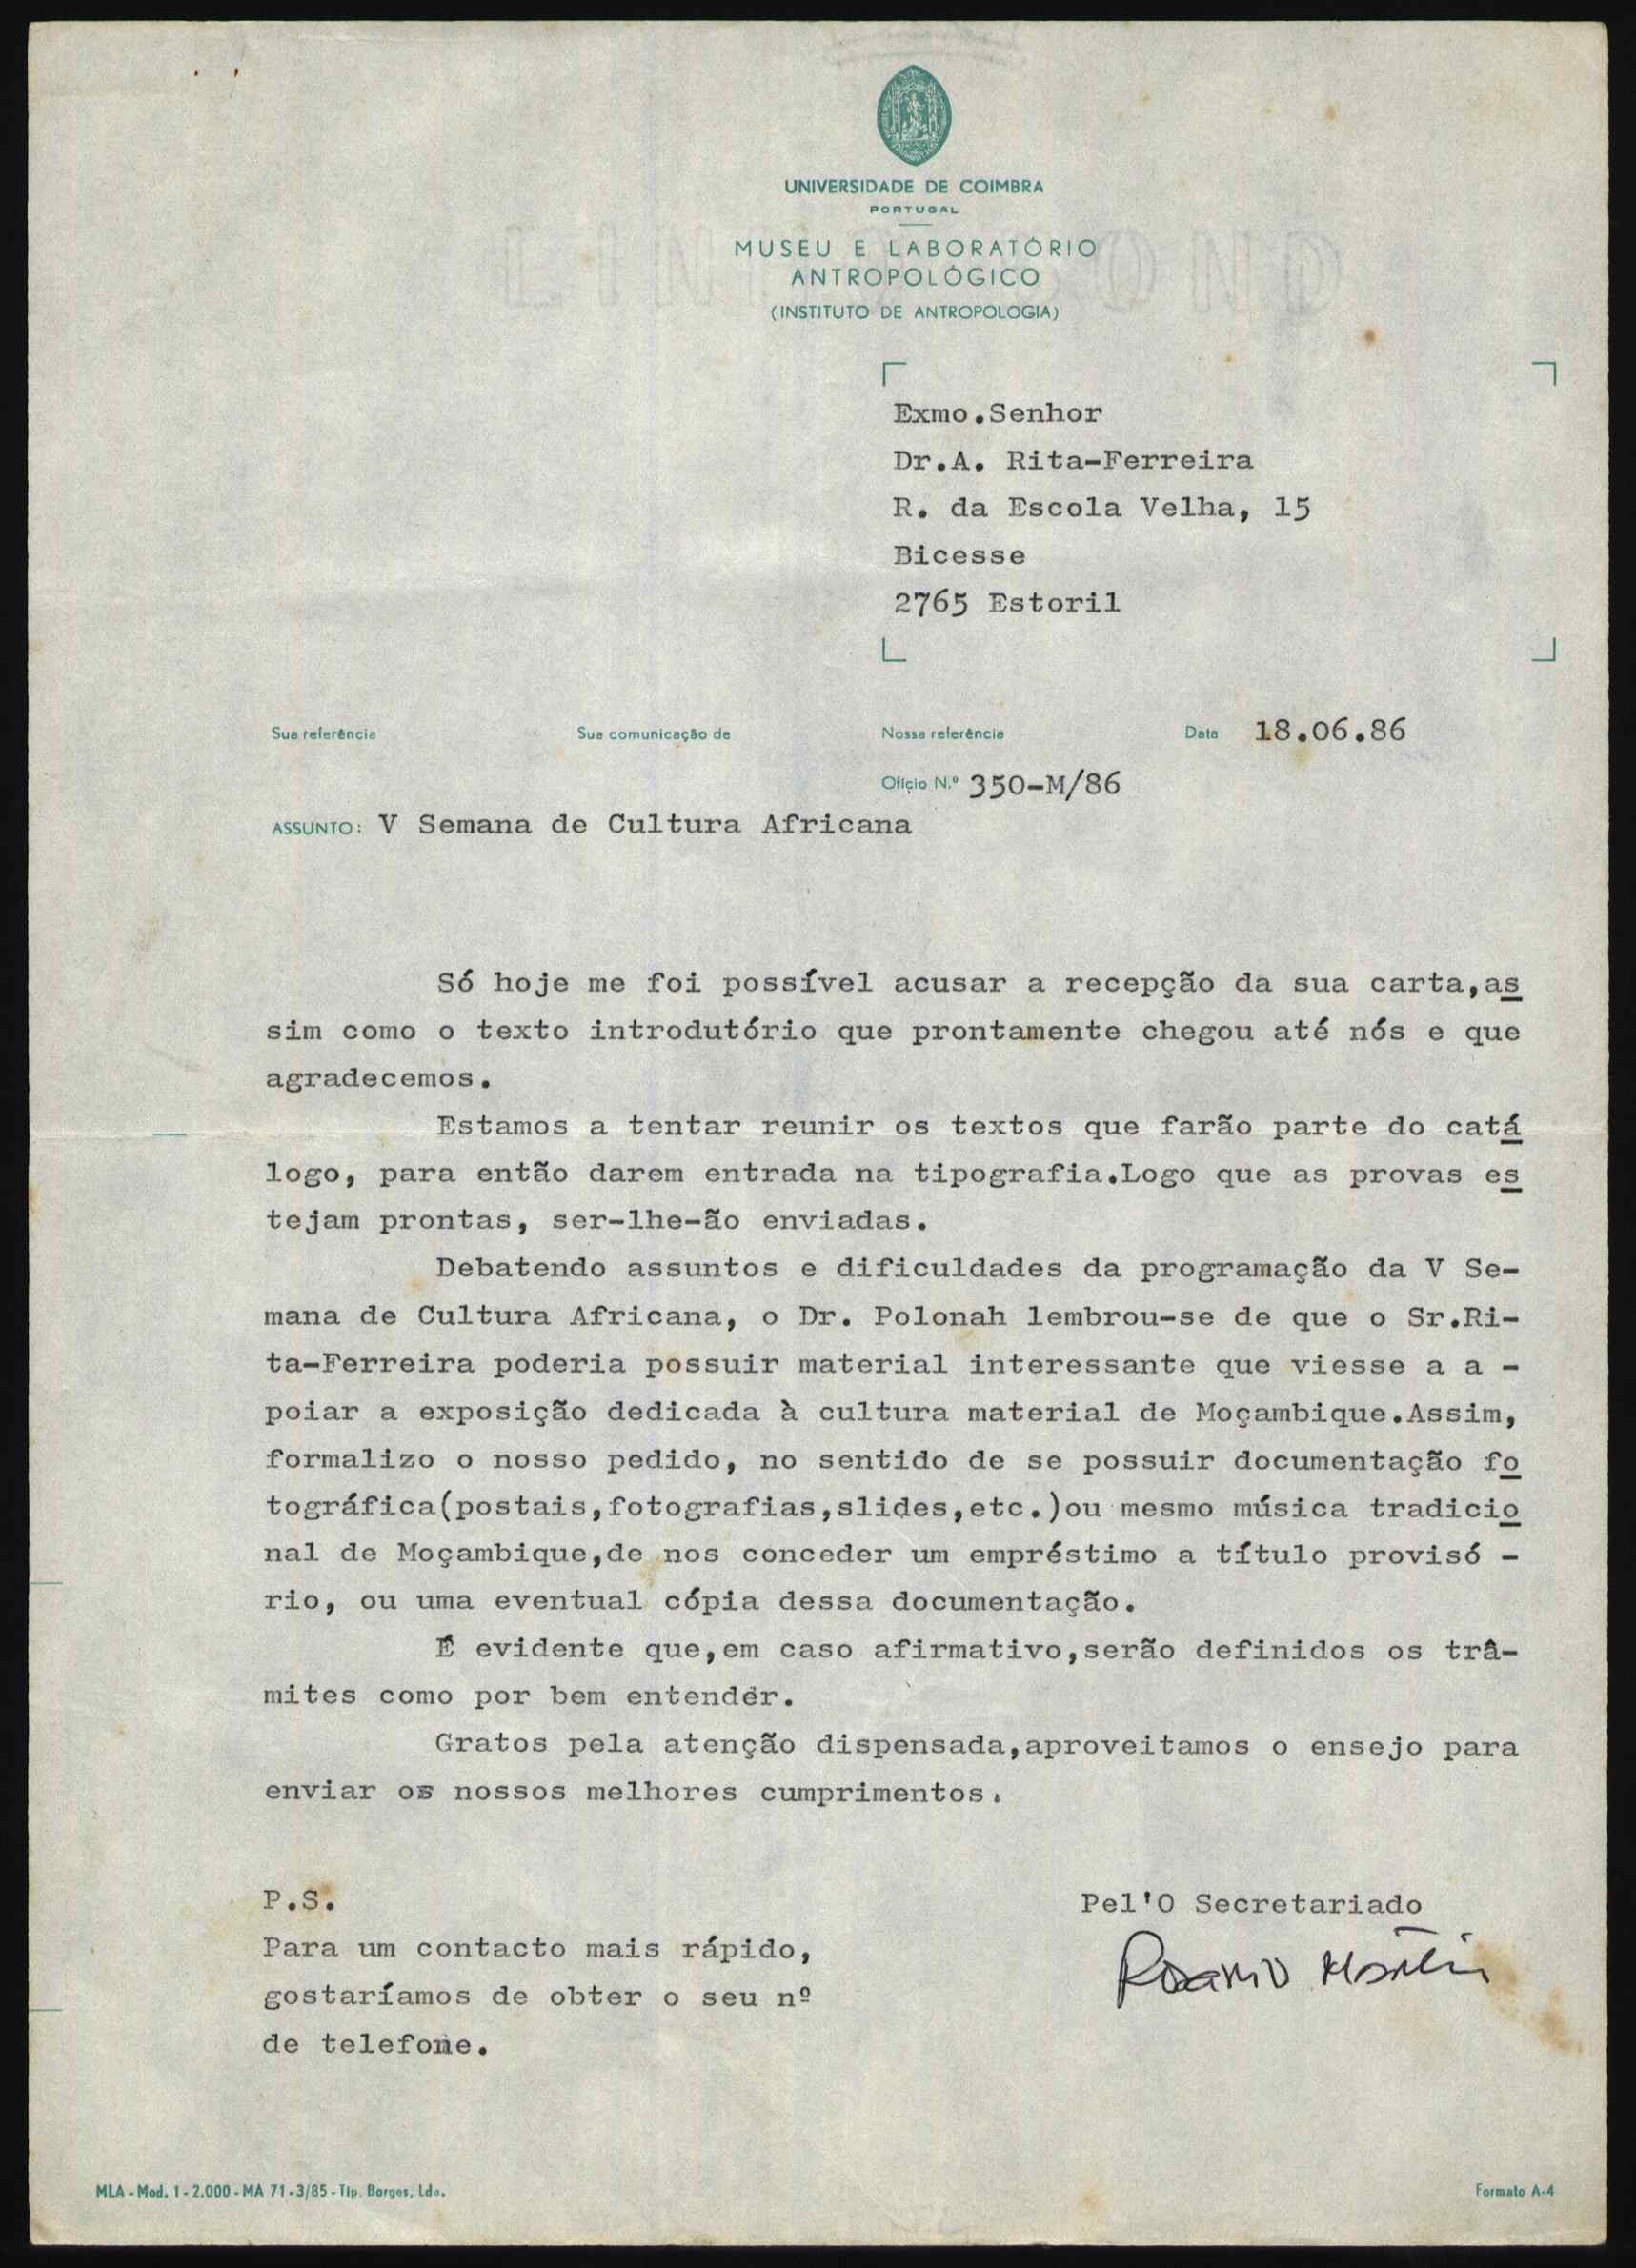 UNIVERSIDADE DE COIMBRA
PORTUGAL
MUSEU E LABORATÓRIO
ANTROPOLÓGICO
(INSTITUTO DE ANTROPOLOGIA)
Exmo.Senhor
Dr.A. Rita-Ferreira
R. da Escola Velha, 15
Bicesse
2765 Estoril
Sua referência Sua comunicação de Nossa referência Data 18.06.86
Ofício N.º 350-M/86
ASSUNTO: V Semana de Cultura Africana
Só hoje me foi possível acusar a recepção da sua carta,as
sim como o texto introdutório que prontamente chegou até nós e que
agradecemos.
Estamos a tentar reunir os textos que farão parte do catá
logo, para então darem entrada na tipografia.Logo que as provas es
tejam prontas, ser-lhe-ão enviadas.
Debatendo assuntos e dificuldades da programação da V Se-
mana de Cultura Africana, o Dr. Polonah lembrou-se de que o Sr.Ri-
ta-Ferreira poderia possuir material interessante que viesse a a -
poiar a exposição dedicada à cultura material de Moçambique.Assim,
formalizo o nosso pedido, no sentido de se possuir documentação fo
tográfica(postais,fotografias,slides,etc.)ou mesmo música tradicio
nal de Moçambique,de nos conceder um empréstimo a título provisó -
rio, ou uma eventual cópia dessa documentação.
É evidente que,em caso afirmativo,serão definidos os trâ-
mites como por bem entender.
Gratos pela atenção dispensada,aproveitamos o ensejo para
enviar os nossos melhores cumprimentos.
P.S.
Para um contacto mais rápido,
gostaríamos de obter o seu nº
de telefone.
Pel'O Secretariado
Rosário Martins
MLA - Mod. 1 - 2.000 - MA 71 - 3/85 - Tip. Borges, Lda.
Formato A-4